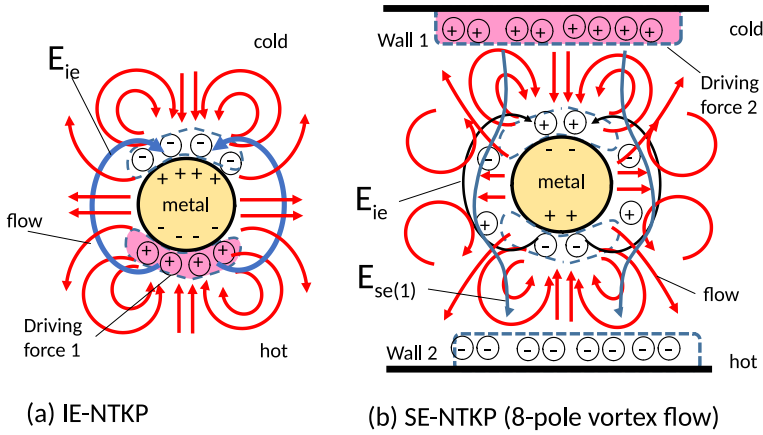 cold
E_ie
+ + + +
metal
- - - -
flow
Driving
force 1
hot
(a) IE-NTKP
Wall 1
cold
Driving
force 2
- -
metal
+ +
E_ie
E_se(1)
flow
Wall 2
hot
(b) SE-NTKP (8-pole vortex flow)